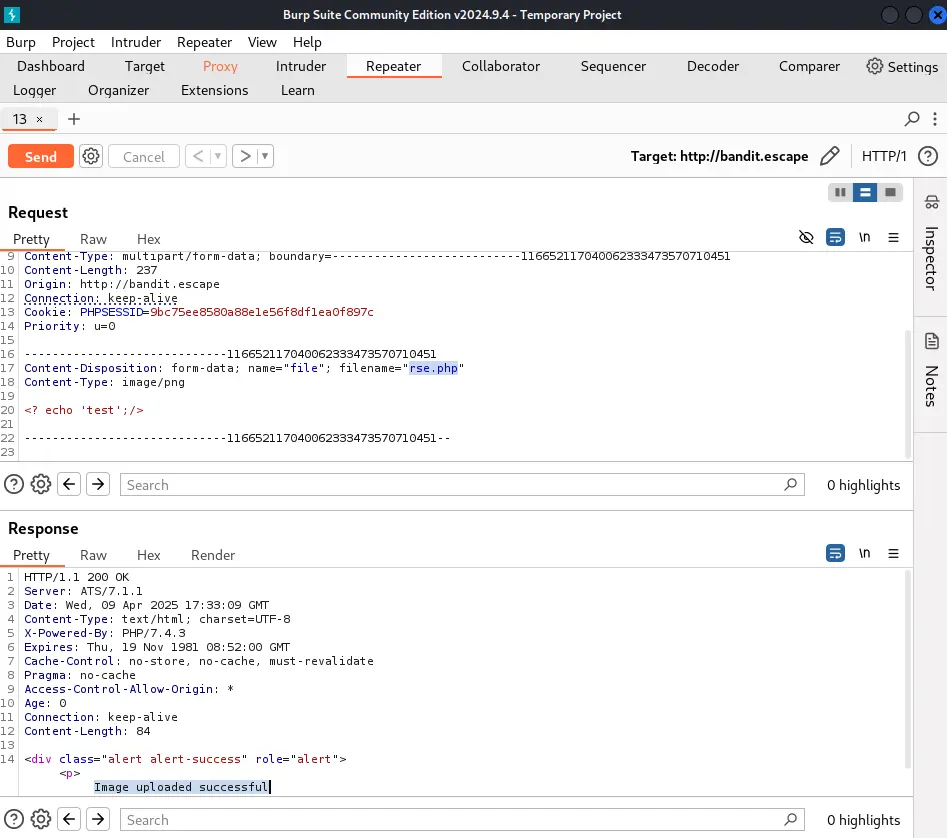 Burp Suite Community Edition v2024.9.4 - Temporary Project
Burp Project Intruder Repeater View Help
Dashboard Target Proxy Intruder Repeater Collaborator Sequencer Decoder Comparer Settings
Logger Organizer Extensions Learn
13 × +
Send Cancel < > Target: http://bandit.escape HTTP/1
Request
Pretty Raw Hex \n
9 Content-Type: multipart/form-data; boundary=---------------------------116652117040062333473570710451
10 Content-Length: 237
11 Origin: http://bandit.escape
12 Connection: keep-alive
13 Cookie: PHPSESSID=9bc75ee8580a88e1e56f8df1ea0f897c
14 Priority: u=0
15
16 -----------------------------116652117040062333473570710451
17 Content-Disposition: form-data; name="file"; filename="rse.php"
18 Content-Type: image/png
19
20 <? echo 'test';/>
21
22 -----------------------------116652117040062333473570710451--
23
Search 0 highlights
Response
Pretty Raw Hex Render \n
1 HTTP/1.1 200 OK
2 Server: ATS/7.1.1
3 Date: Wed, 09 Apr 2025 17:33:09 GMT
4 Content-Type: text/html; charset=UTF-8
5 X-Powered-By: PHP/7.4.3
6 Expires: Thu, 19 Nov 1981 08:52:00 GMT
7 Cache-Control: no-store, no-cache, must-revalidate
8 Pragma: no-cache
9 Access-Control-Allow-Origin: *
10 Age: 0
11 Connection: keep-alive
12 Content-Length: 84
13
14 <div class="alert alert-success" role="alert">
<p>
Image uploaded successful
Search 0 highlights
Inspector
Notes